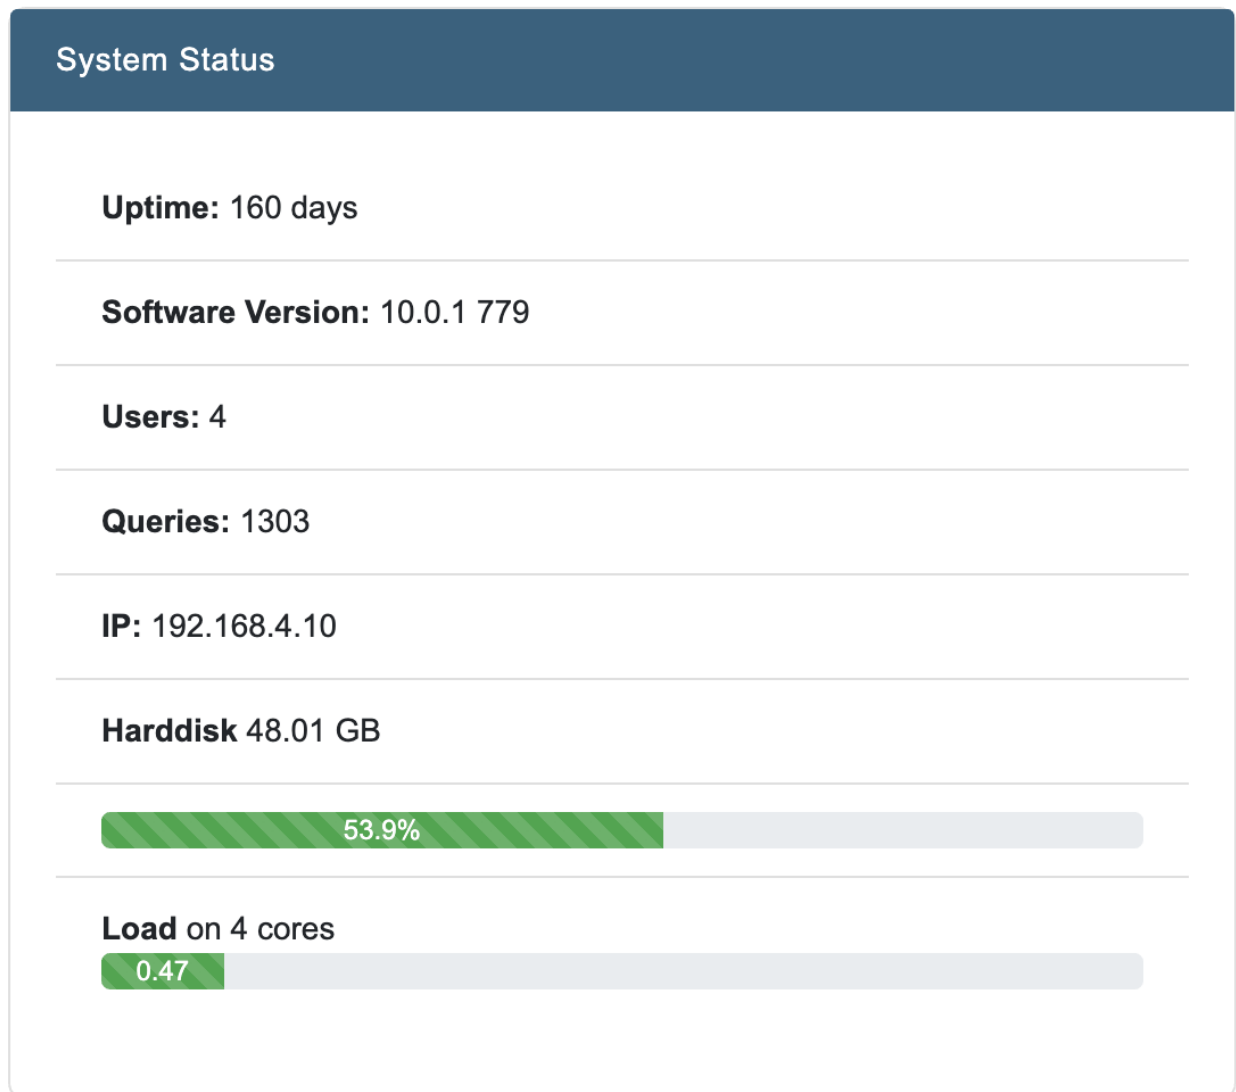 System Status
Uptime: 160 days
Software Version: 10.0.1 779
Users: 4
Queries: 1303
IP: 192.168.4.10
Harddisk 48.01 GB
53.9%
Load on 4 cores
0.47